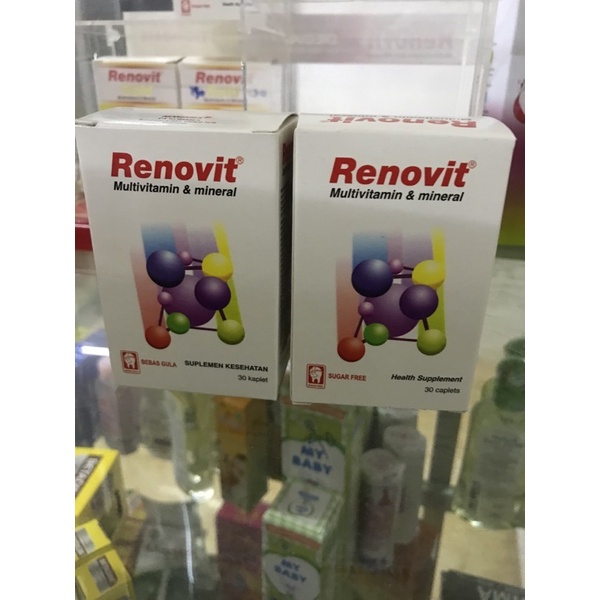 Renovit
Renovit
Renovit
Renovit®
Multivitamin & mineral
BEBAS GULA
SUPLEMEN KESEHATAN
30 kaplet
Renovit
Renovit®
Multivitamin & mineral
SUGAR FREE
Health Supplement
30 caplets
MY
BABY
MY
BABY